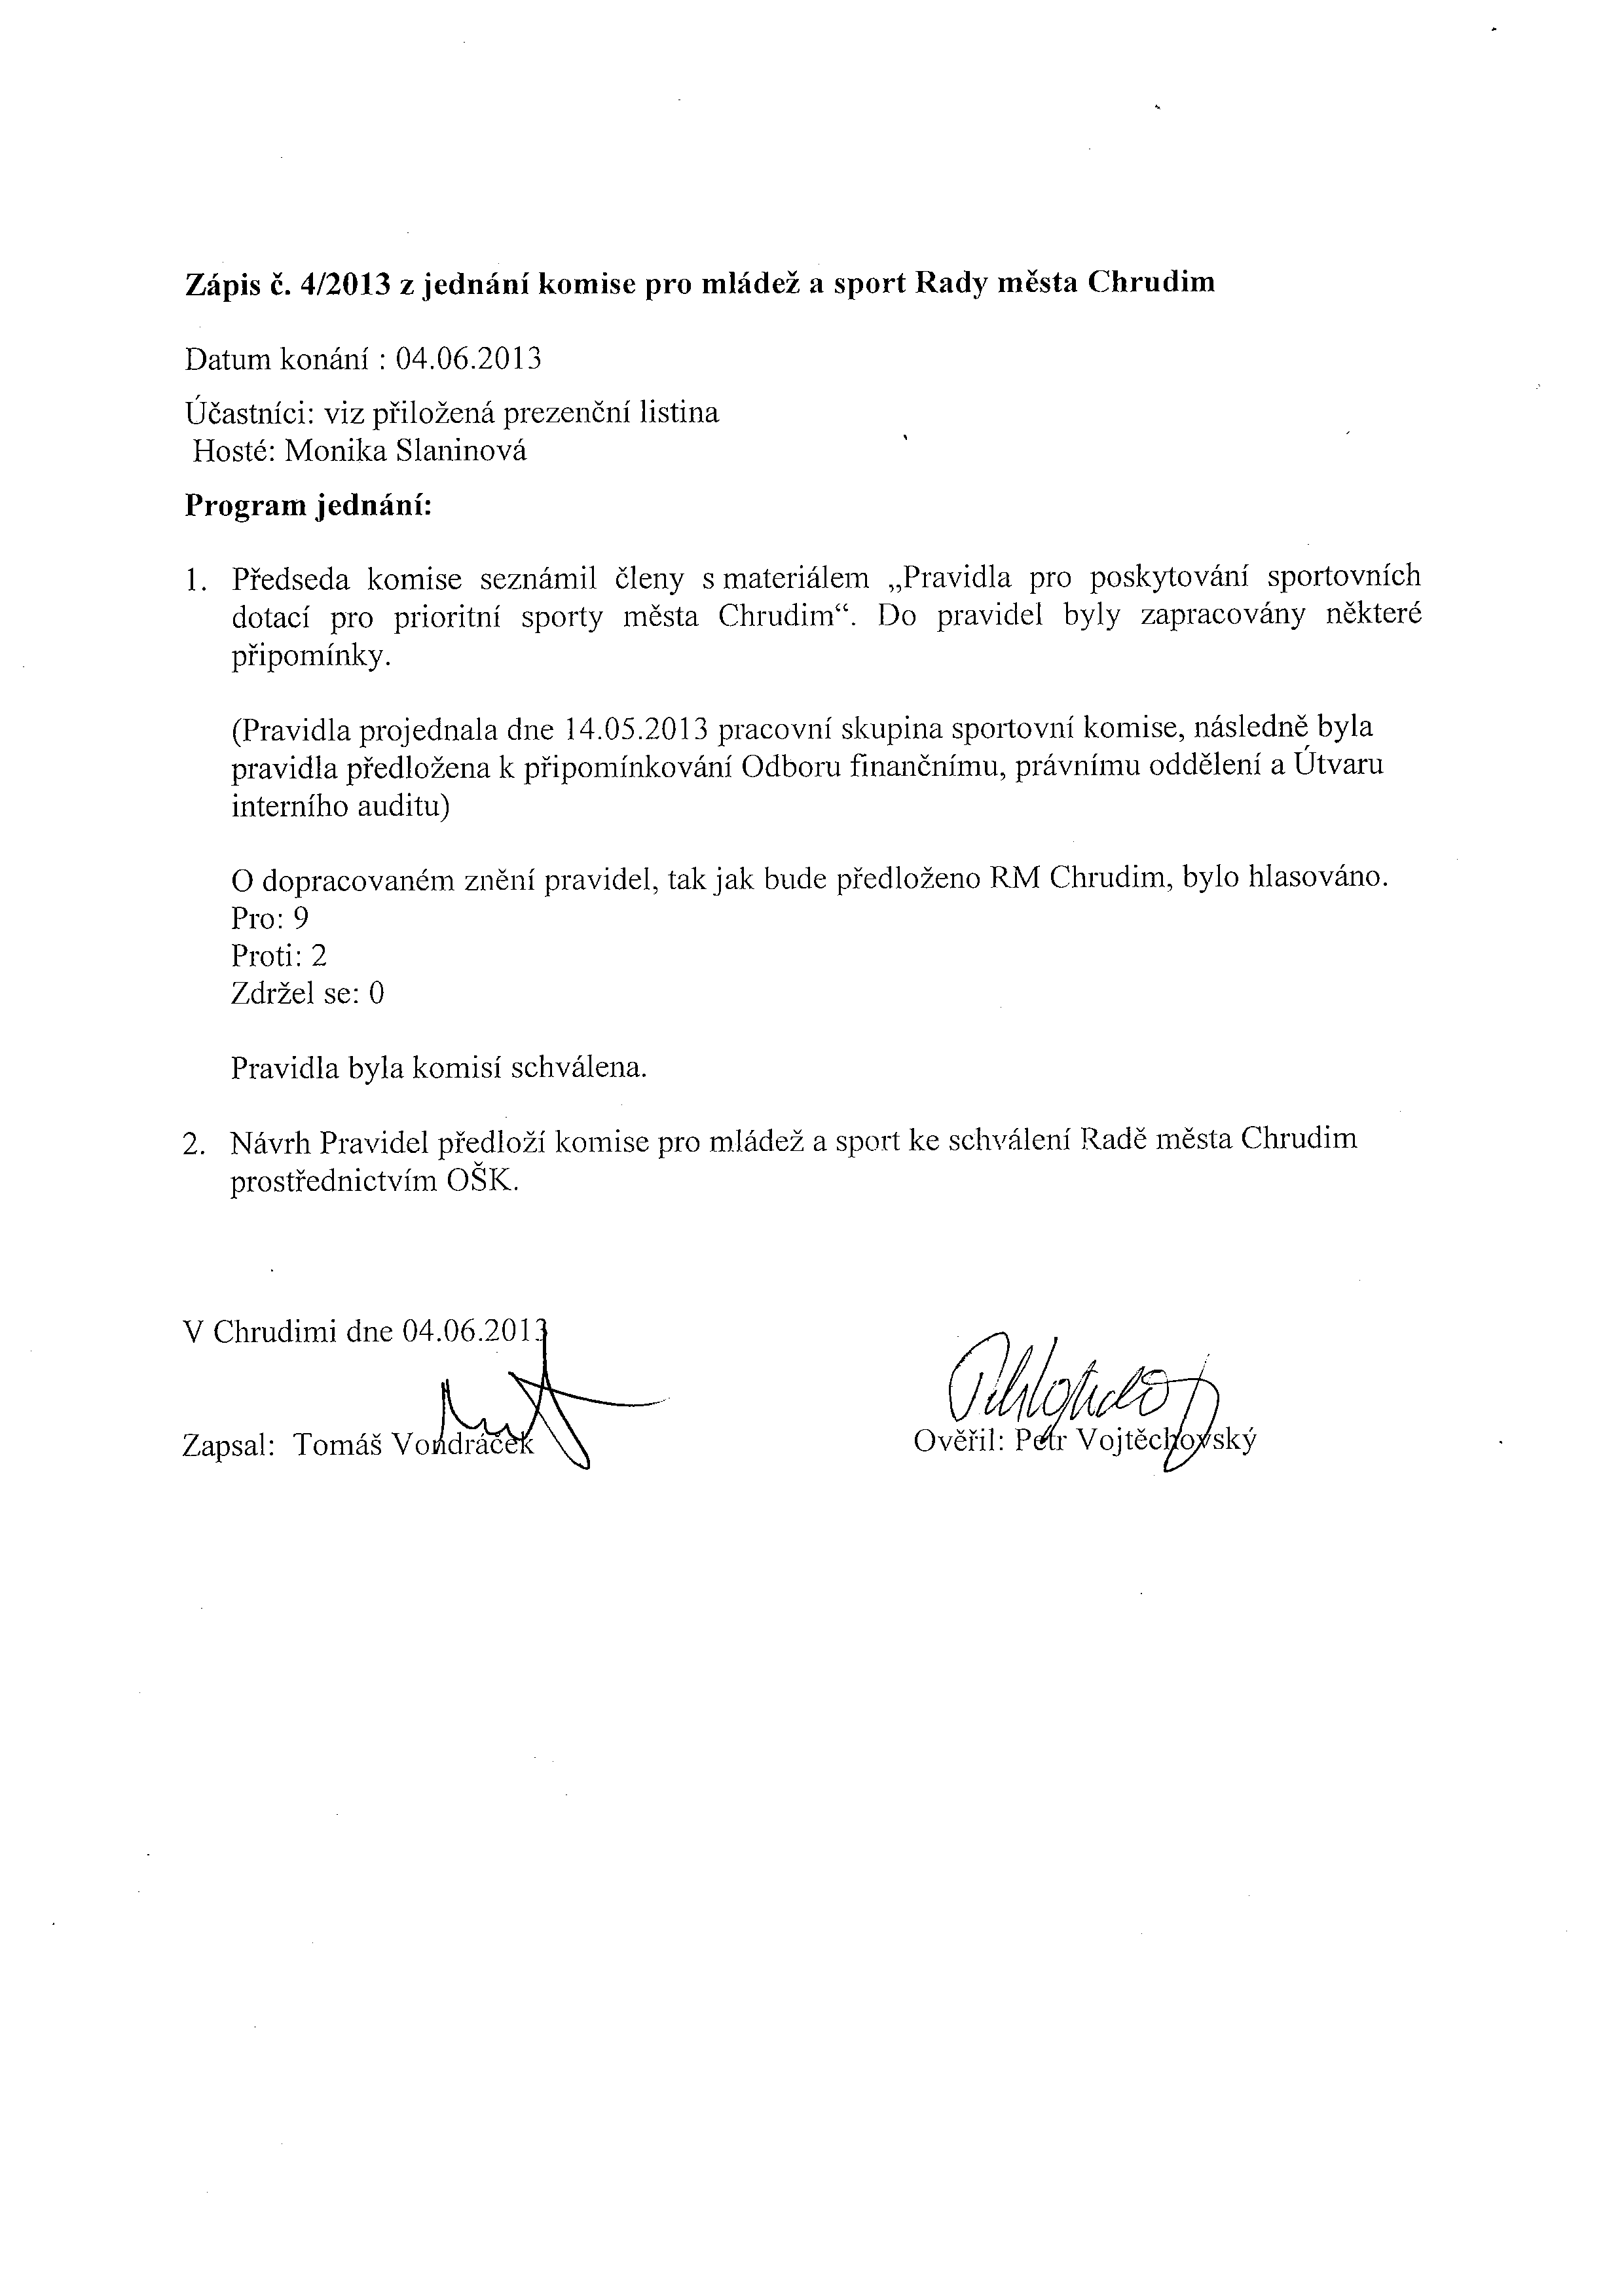 Zápis č. 4/2013 z jednání komise pro mládež a sport Rady města Chrudim
Datum konání : 04.06.2013
Účastníci: viz přiložená prezenční listina
Hosté: Monika Slaninová
Program jednání:
1. Předseda komise seznámil členy s materiálem „Pravidla pro poskytování sportovních
dotací pro prioritní sporty města Chrudim“. Do pravidel byly zapracovány některé
připomínky.
(Pravidla projednala dne 14.05.2013 pracovní skupina sportovní komise, následně byla
pravidla předložena k připomínkování Odboru finančnímu, právnímu oddělení a Útvaru
interního auditu)
O dopracovaném znění pravidel, tak jak bude předloženo RM Chrudim, bylo hlasováno.
Pro: 9
Proti: 2
Zdržel se: 0
Pravidla byla komisí schválena.
2. Návrh Pravidel předloží komise pro mládež a sport ke schválení Radě města Chrudim
prostřednictvím OŠK.
V Chrudimi dne 04.06.2013
Zapsal: Tomáš Vondráček
Ověřil: Petr Vojtěchovský